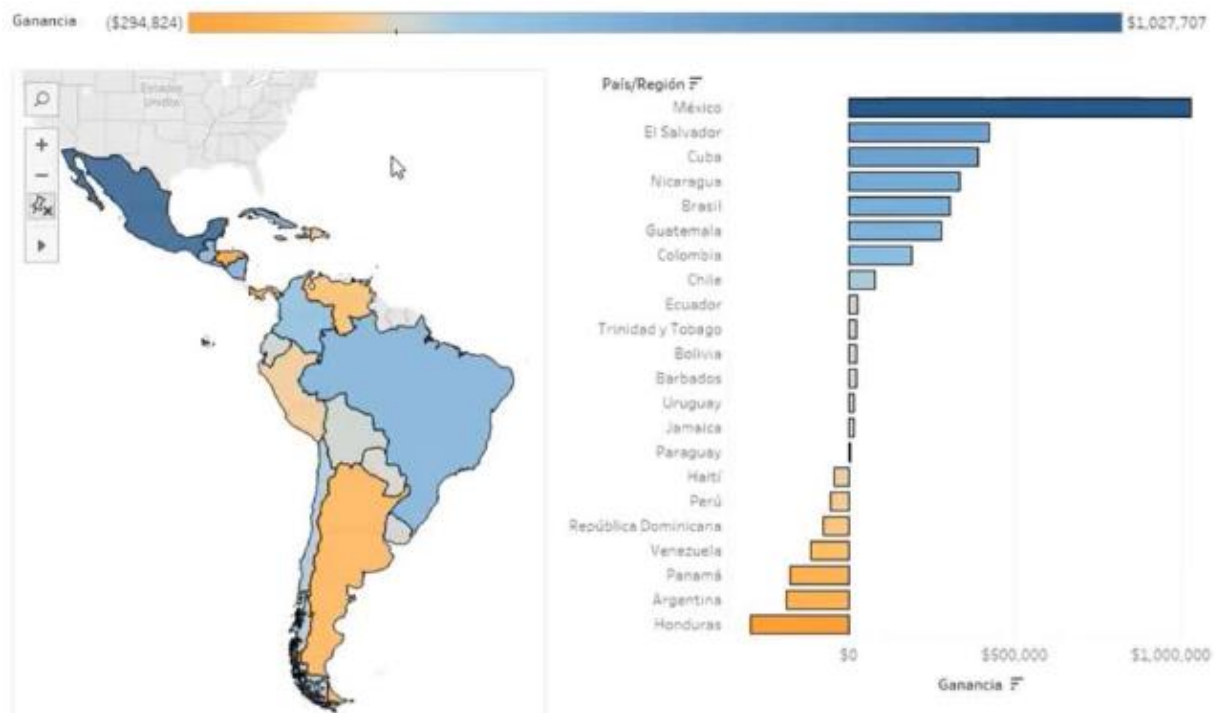 Ganancia ($294,824) $1,027,707
Estados
Unidos
País/Región
México
El Salvador
Cuba
Nicaragua
Brasil
Guatemala
Colombia
Chile
Ecuador
Trinidad y Tobago
Bolivia
Barbados
Uruguay
Jamaica
Paraguay
Haití
Perú
República Dominicana
Venezuela
Panamá
Argentina
Honduras
$0 $500,000 $1,000,000
Ganancia